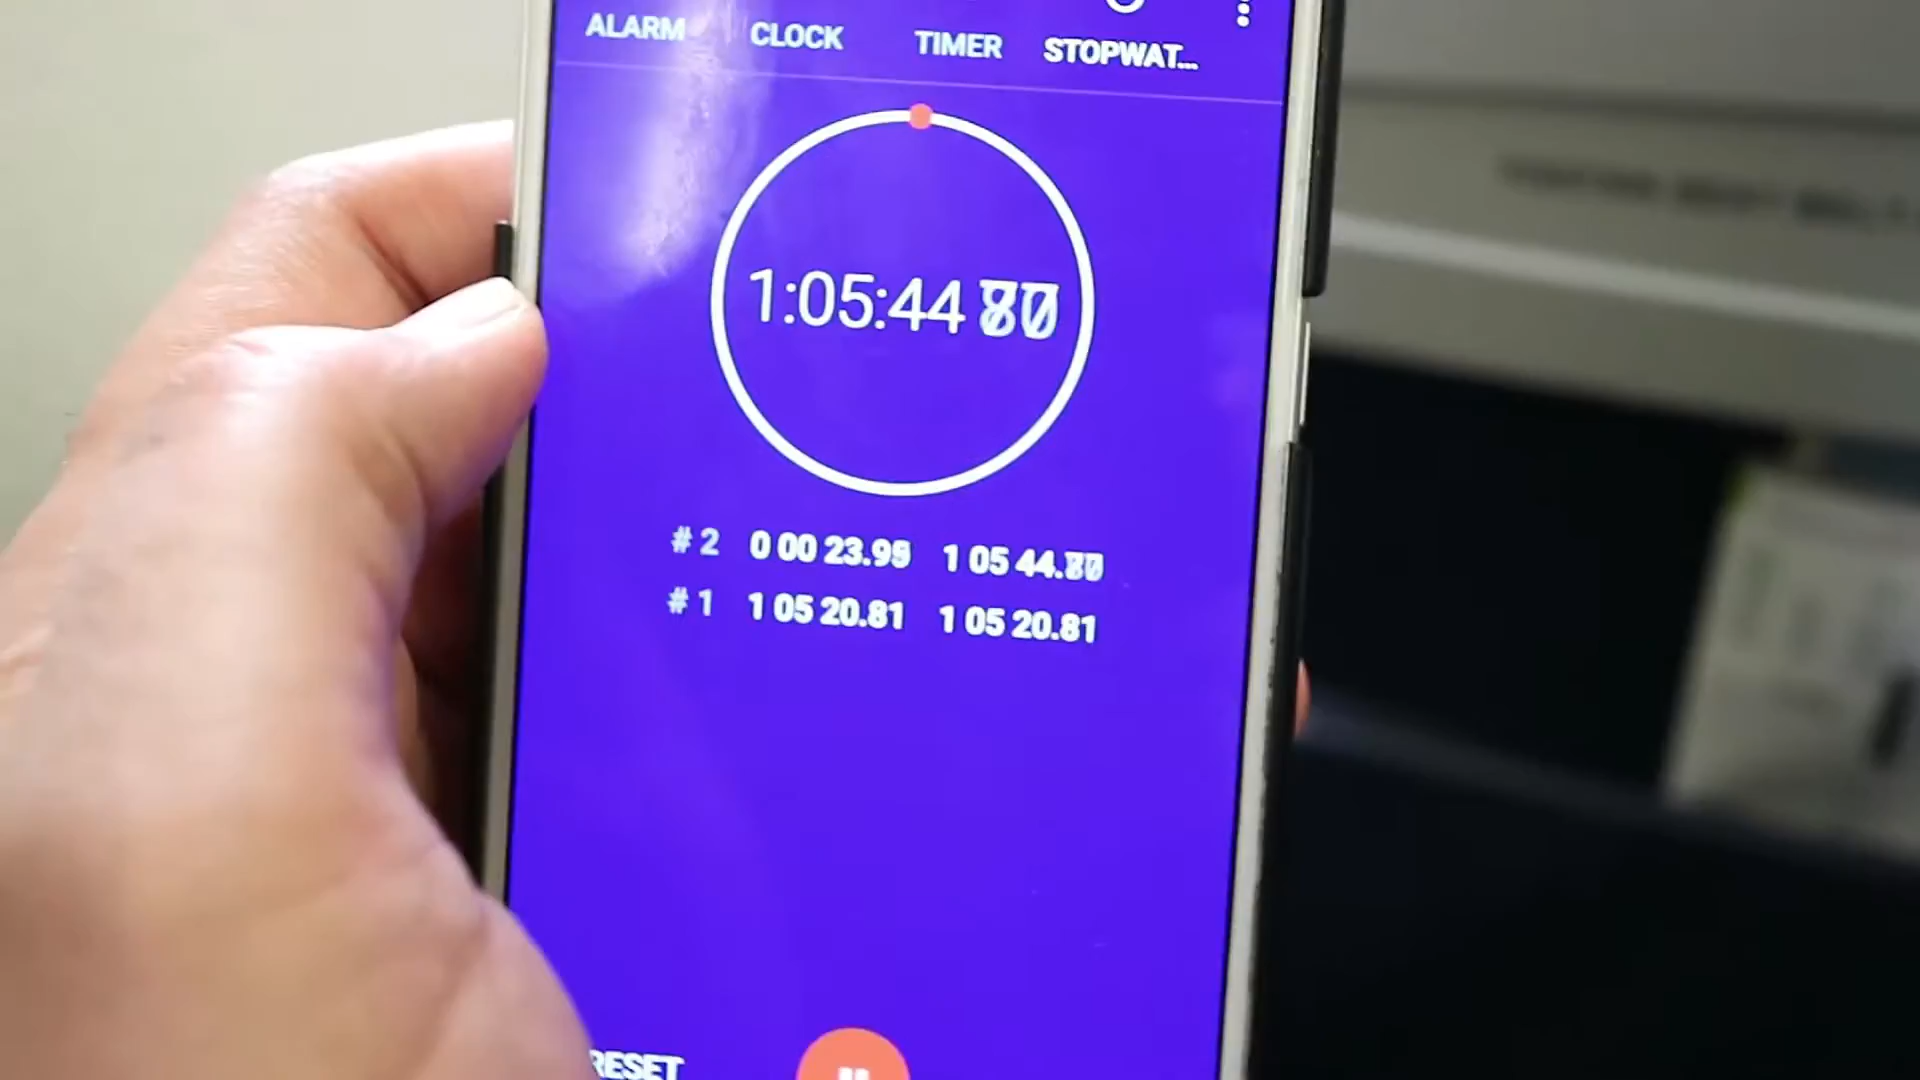 ALARM CLOCK TIMER STOPWAT...
1:05:44
# 2 0 00 23.99 1 05 44.
# 1 1 05 20.81 1 05 20.81
RESET